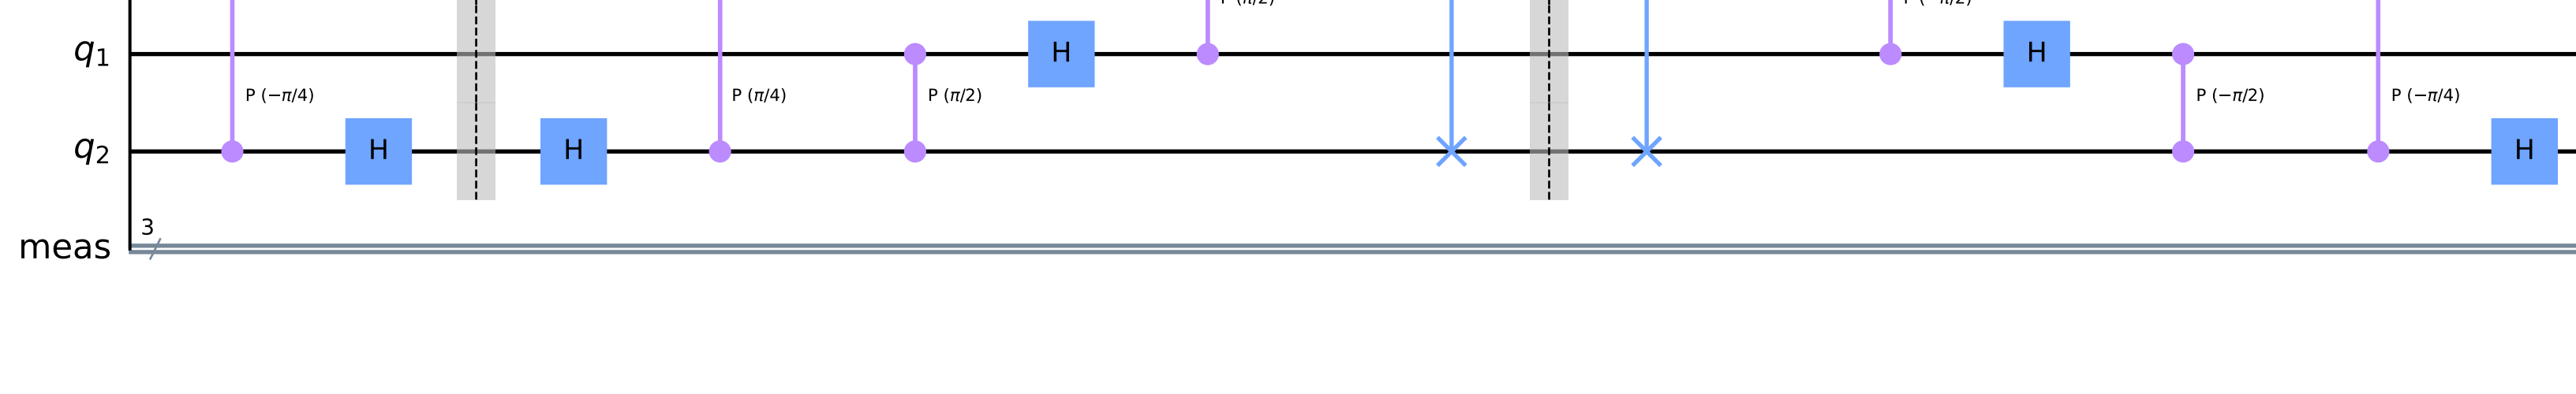 q1 H H
P (−π/4) P (π/4) P (π/2) P (−π/2) P (−π/4)
q2 H H H
3
meas